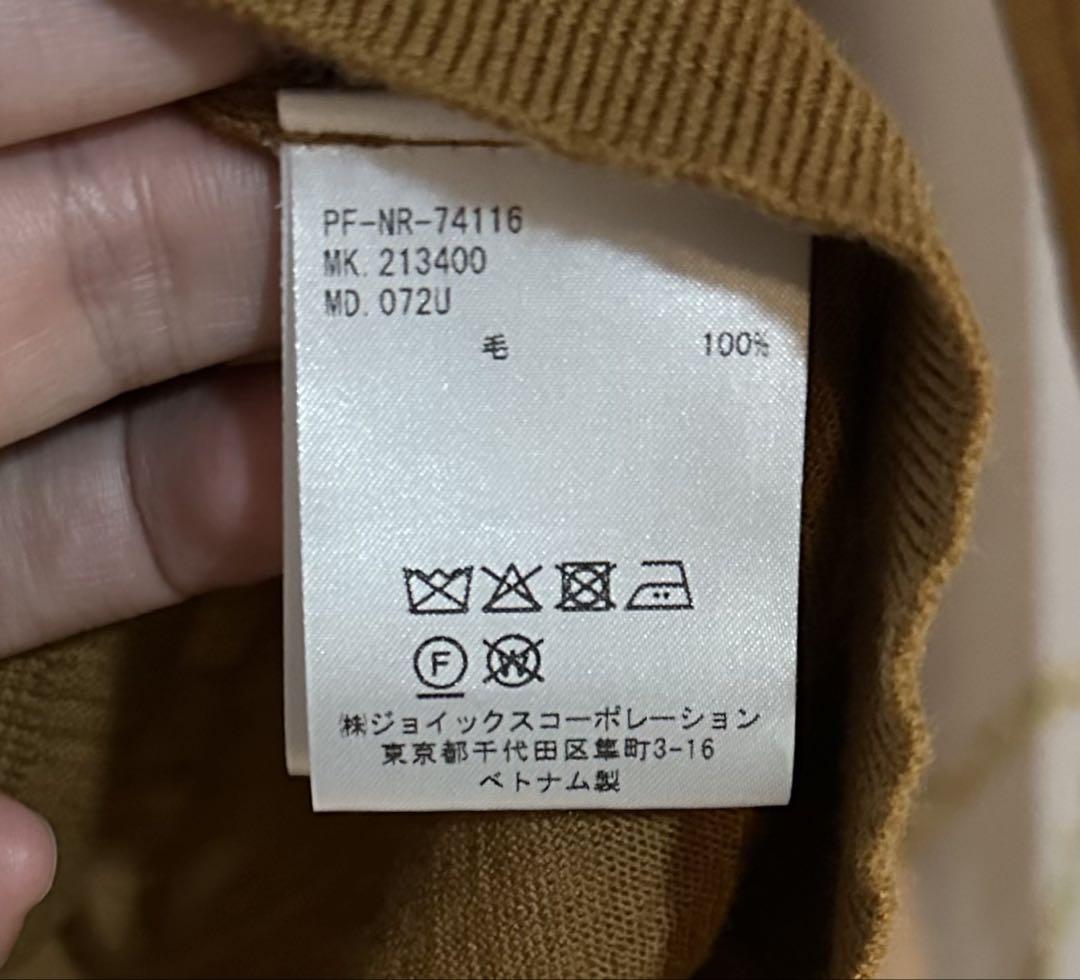 PF-NR-74116
MK. 213400
MD. 072U
毛 100%
F
W
㈱ジョイックスコーポレーション
東京都千代田区隼町3-16
ベトナム製